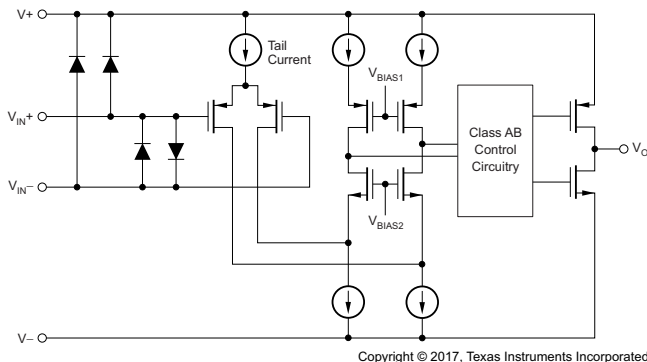 V+
Tail
Current
VBIAS1
VIN+
Class AB
Control
Circuitry
VO
VIN−
VBIAS2
V−
Copyright © 2017, Texas Instruments Incorporated